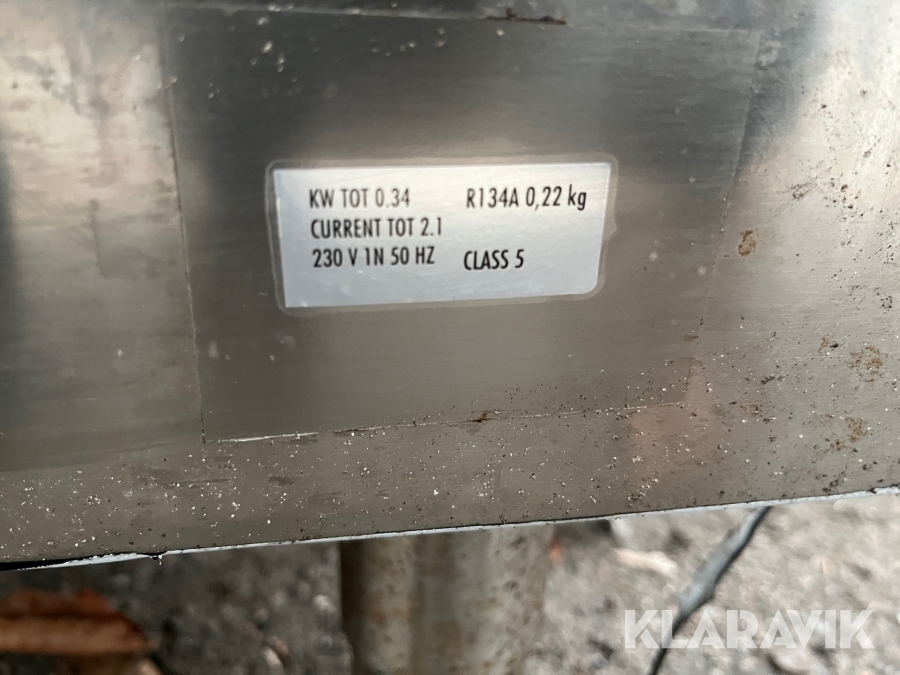 KW TOT 0.34 R134A 0,22 kg
CURRENT TOT 2.1
230 V 1N 50 HZ CLASS 5
KLARAVIK